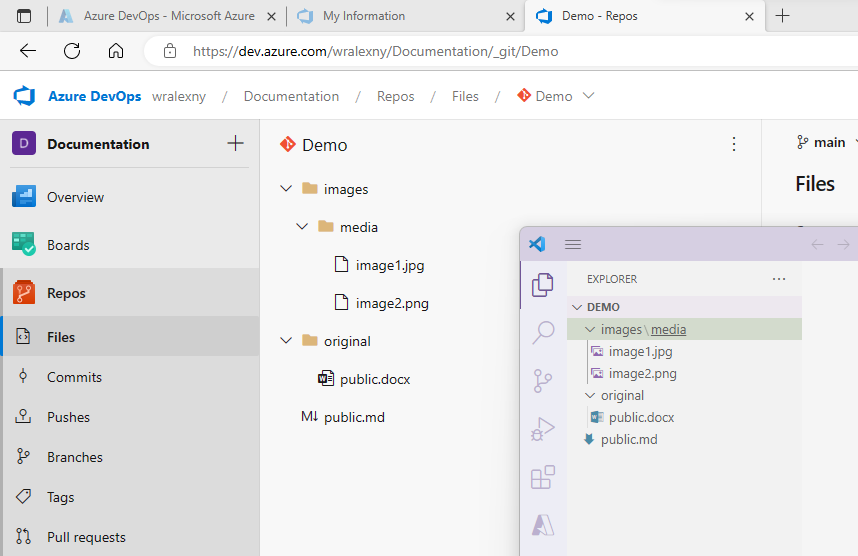 Azure DevOps - Microsoft Azure
My Information
Demo - Repos
https://dev.azure.com/wralexny/Documentation/_git/Demo
Azure DevOps wralexny / Documentation / Repos / Files / Demo
D Documentation
Overview
Boards
Repos
Files
Commits
Pushes
Branches
Tags
Pull requests
Demo
images
media
image1.jpg
image2.png
original
public.docx
M↓ public.md
main
Files
EXPLORER
DEMO
images\media
image1.jpg
image2.png
original
public.docx
public.md